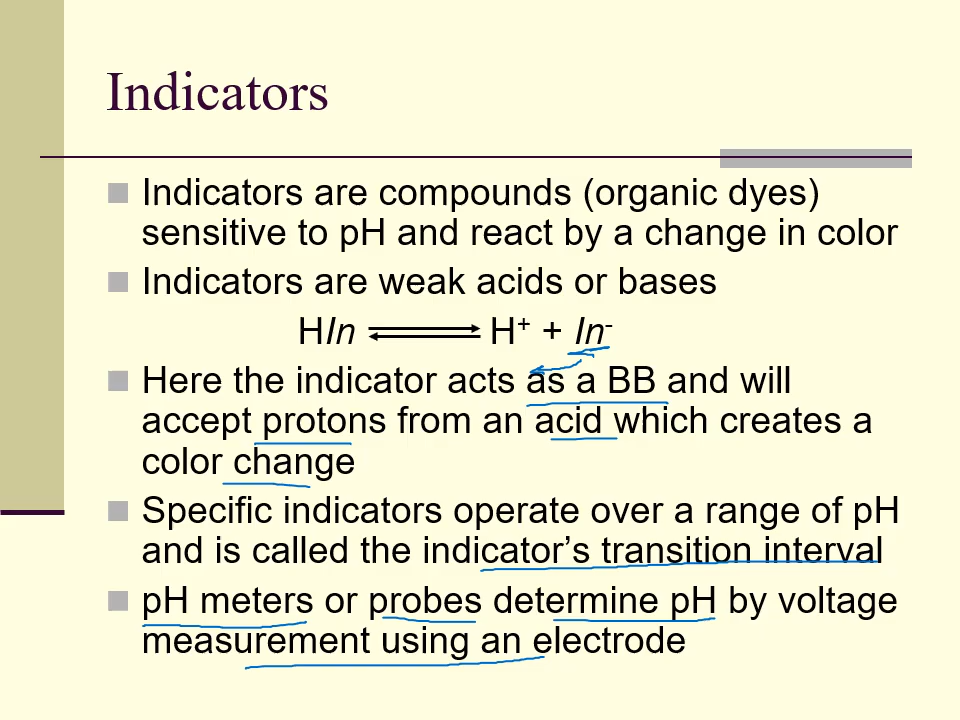 Indicators
Indicators are compounds (organic dyes)
sensitive to pH and react by a change in color
Indicators are weak acids or bases
HIn ⇌ H⁺ + In⁻
Here the indicator acts as a BB and will
accept protons from an acid which creates a
color change
Specific indicators operate over a range of pH
and is called the indicator’s transition interval
pH meters or probes determine pH by voltage
measurement using an electrode